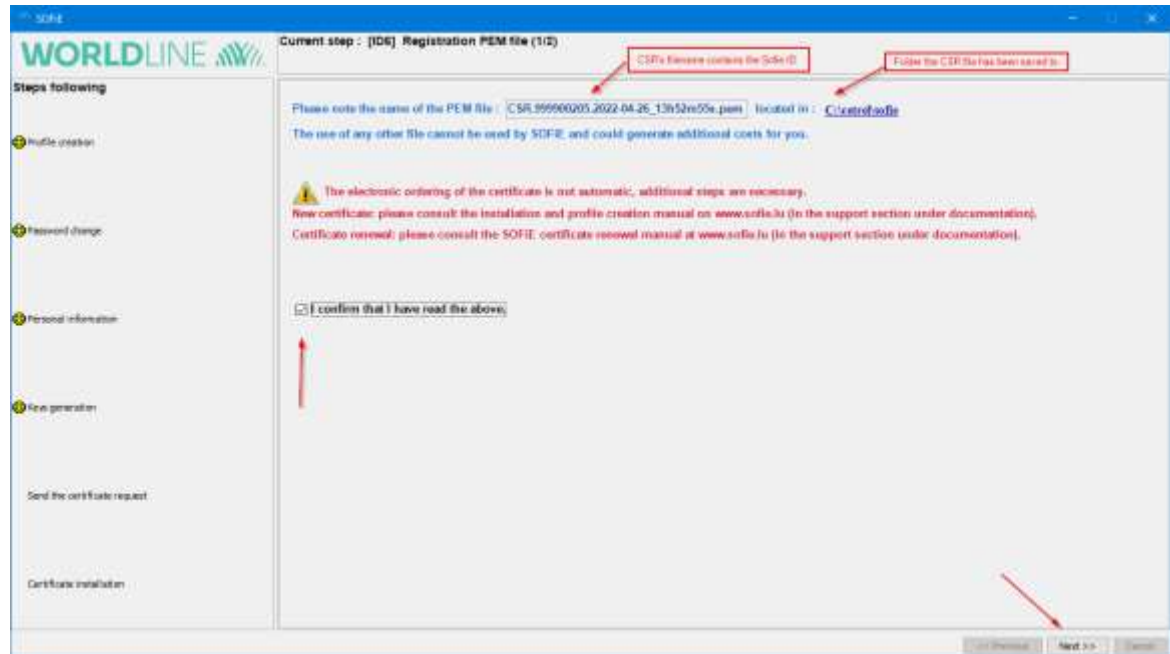 SOFiE
WORLDLINE
Current step : [ID6] Registration PEM file (1/2)
CSR's filename contains the Sofie ID
Folder the CSR file has been saved to
Steps following
Please note the name of the PEM file : CSR.999900205.2022-04-26_13h52m55s.pem located in : C:\cetrel\sofie
The use of any other file cannot be used by SOFiE and could generate additional costs for you.
Profile creation
The electronic ordering of the certificate is not automatic, additional steps are necessary.
New certificate: please consult the installation and profile creation manual on www.sofie.lu (in the support section under documentation).
Certificate renewal: please consult the SOFiE certificate renewal manual at www.sofie.lu (in the support section under documentation).
Password change
I confirm that I have read the above.
Personal information
Keys generation
Send the certificate request
Certificate installation
<< Previous Next >> Cancel